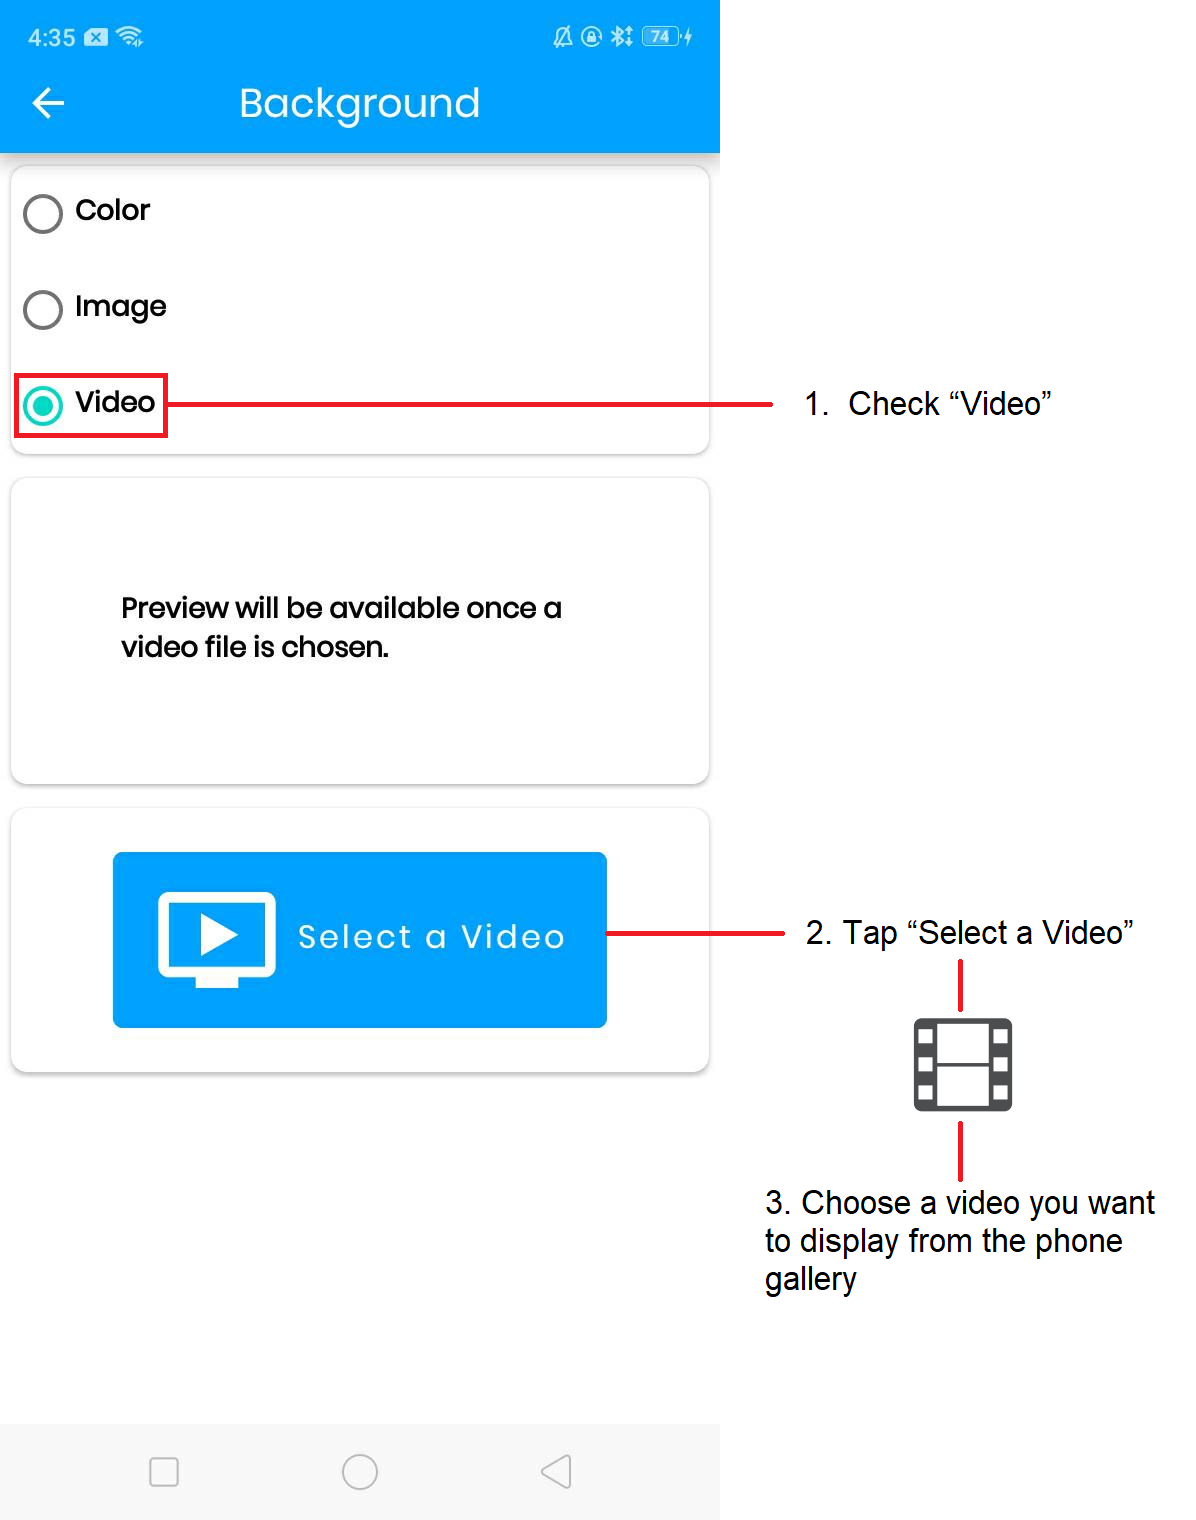 4:35
74
Background
Color
Image
Video
1. Check “Video”
Preview will be available once a
video file is chosen.
Select a Video
2. Tap “Select a Video”
3. Choose a video you want
to display from the phone
gallery